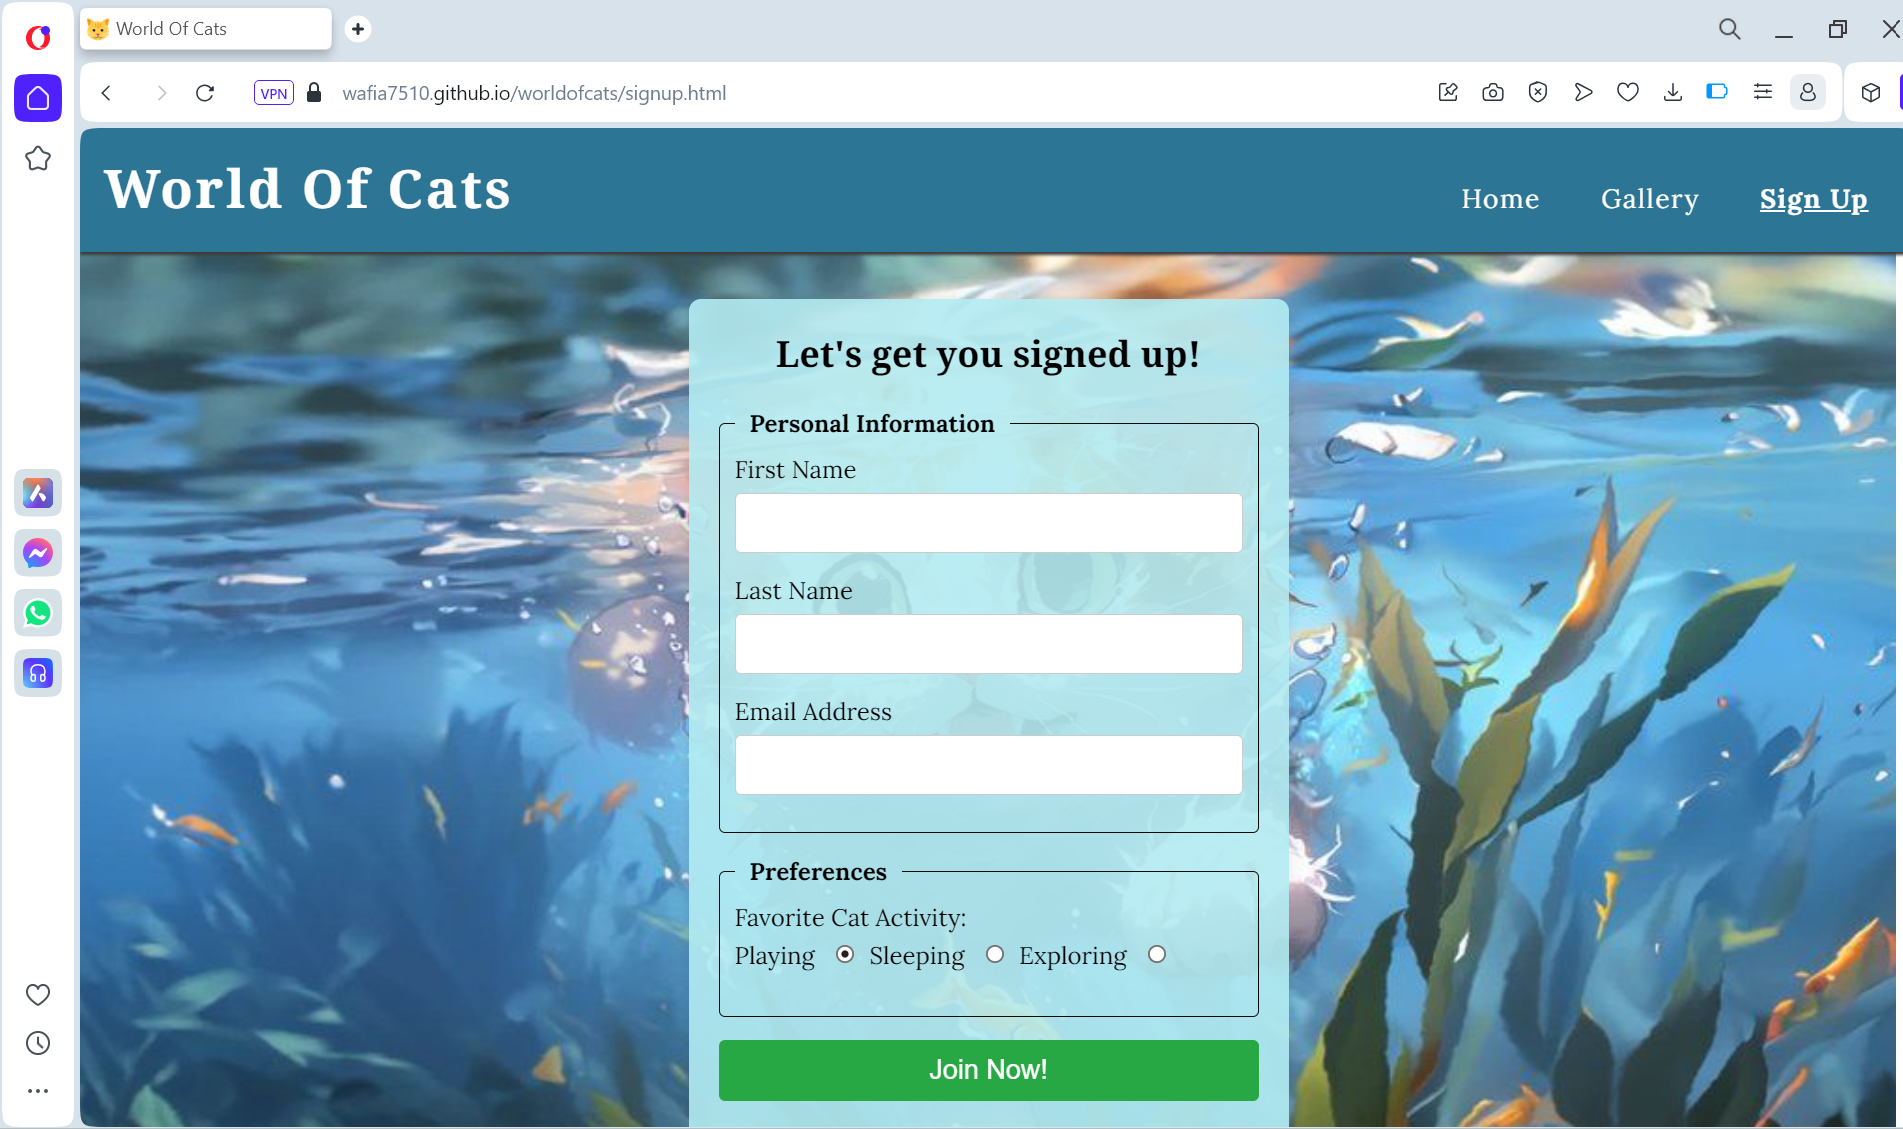 World Of Cats
VPN
wafia7510.github.io/worldofcats/signup.html
World Of Cats
Home Gallery Sign Up
Let's get you signed up!
Personal Information
First Name
Last Name
Email Address
Preferences
Favorite Cat Activity:
Playing Sleeping Exploring
Join Now!